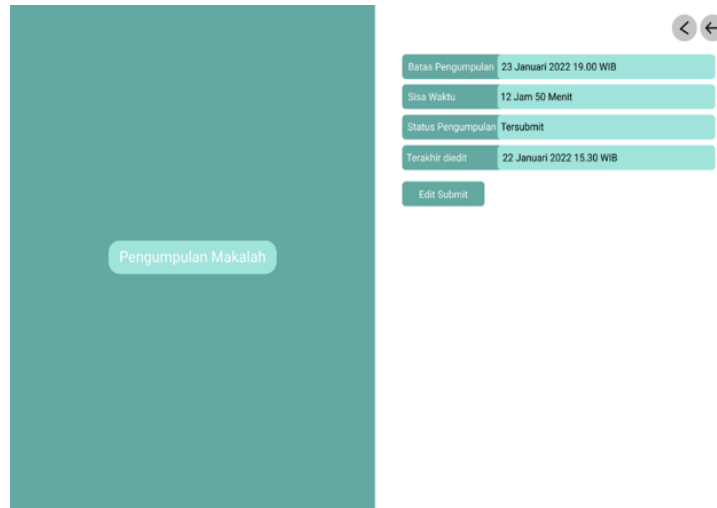 Pengumpulan Makalah
Batas Pengumpulan 23 Januari 2022 19.00 WIB
Sisa Waktu 12 Jam 50 Menit
Status Pengumpulan Tersubmit
Terakhir diedit 22 Januari 2022 15.30 WIB
Edit Submit